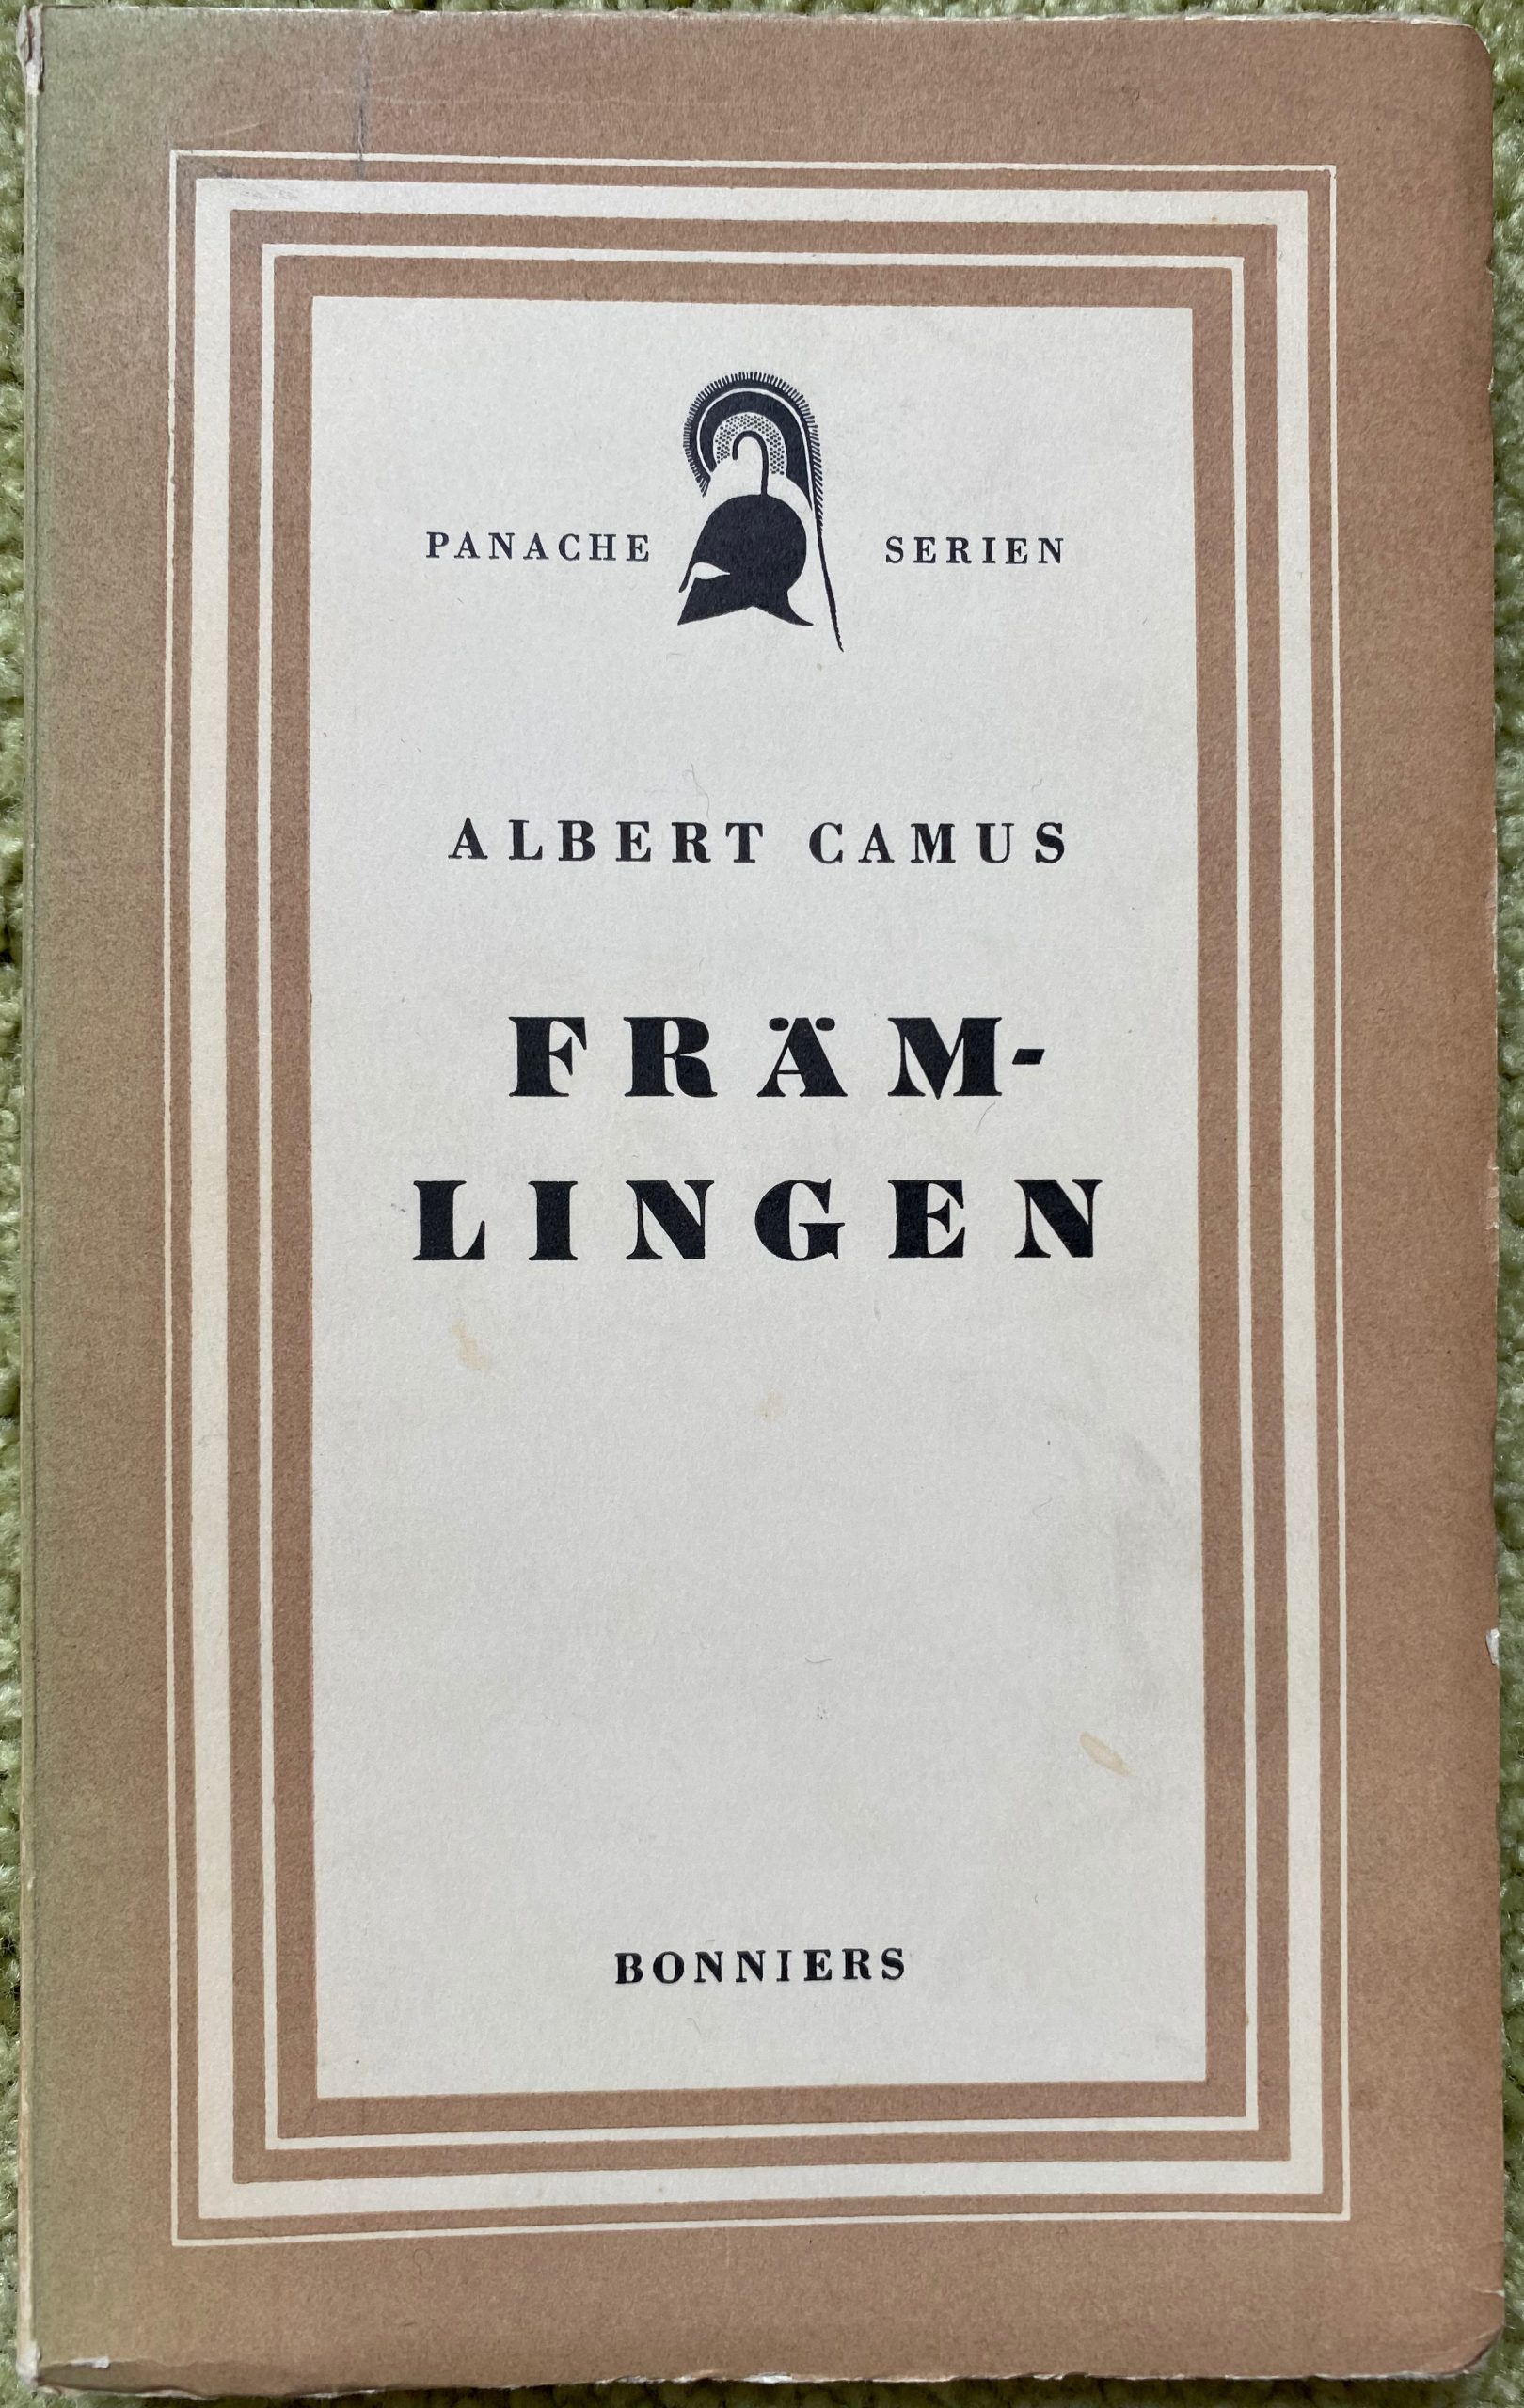 PANACHE SERIEN
ALBERT CAMUS
FRÄM-
LINGEN
BONNIERS